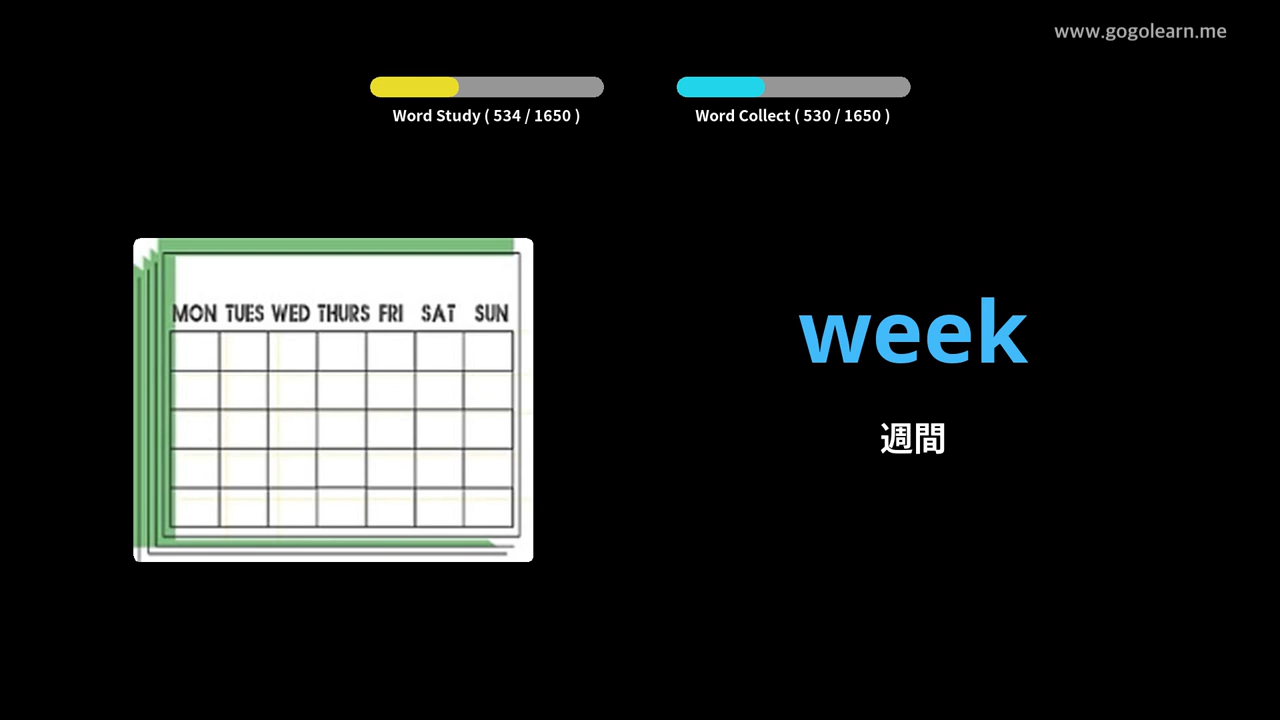 www.gogolearn.me
Word Study ( 534 / 1650 )
Word Collect ( 530 / 1650 )
MON TUES WED THURS FRI SAT SUN
week
週間